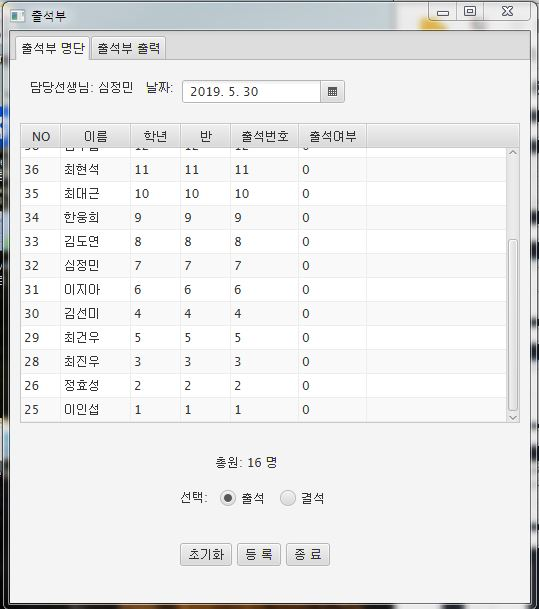 출석부
출석부 명단 출석부 출력
담당선생님: 심정민 날짜: 2019. 5. 30
NO 이름 학년 반 출석번호 출석여부
36 최현석 11 11 11 0
35 최대근 10 10 10 0
34 한웅희 9 9 9 0
33 김도연 8 8 8 0
32 심정민 7 7 7 0
31 이지아 6 6 6 0
30 김선미 4 4 4 0
29 최건우 5 5 5 0
28 최진우 3 3 3 0
26 정효성 2 2 2 0
25 이인섭 1 1 1 0
총원: 16 명
선택: 출석 결석
초기화 등 록 종 료